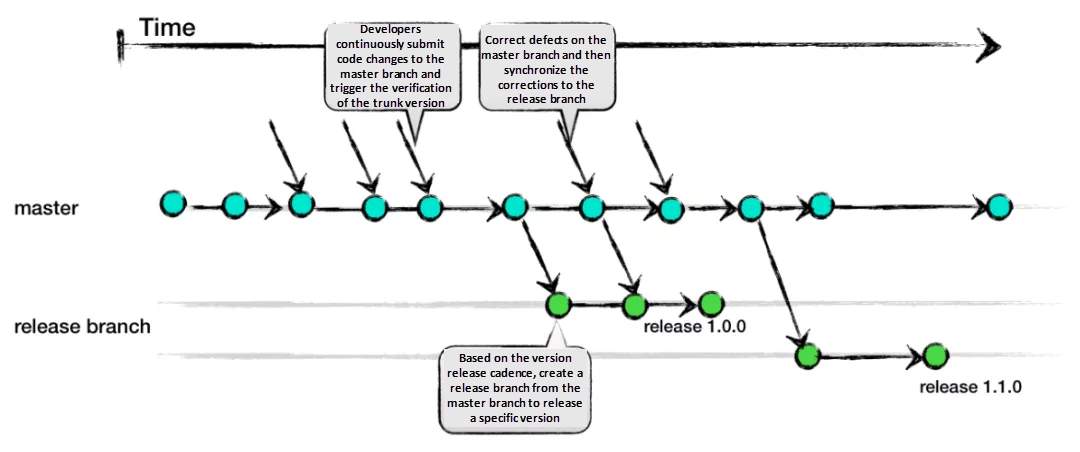 Time
Developers
continuously submit
code changes to the
master branch and
trigger the verification
of the trunk version
Correct defects on the
master branch and then
synchronize the
corrections to the
release branch
master
release branch
release 1.0.0
Based on the version
release cadence, create a
release branch from the
master branch to release
a specific version
release 1.1.0